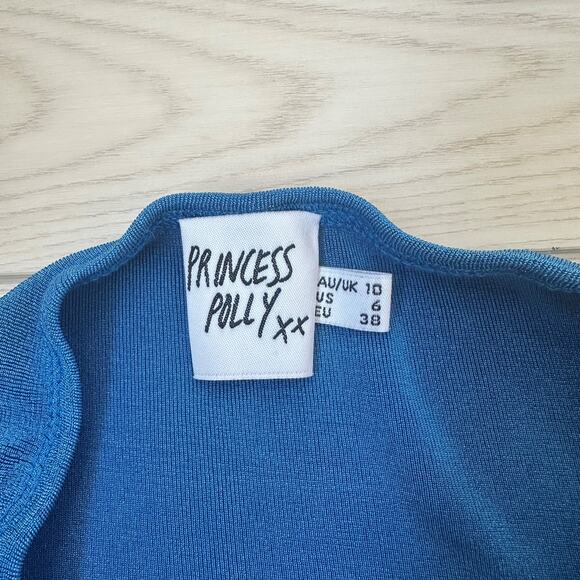 PRINCESS
POLLY
xx
AU/UK 10
US 6
EU 38